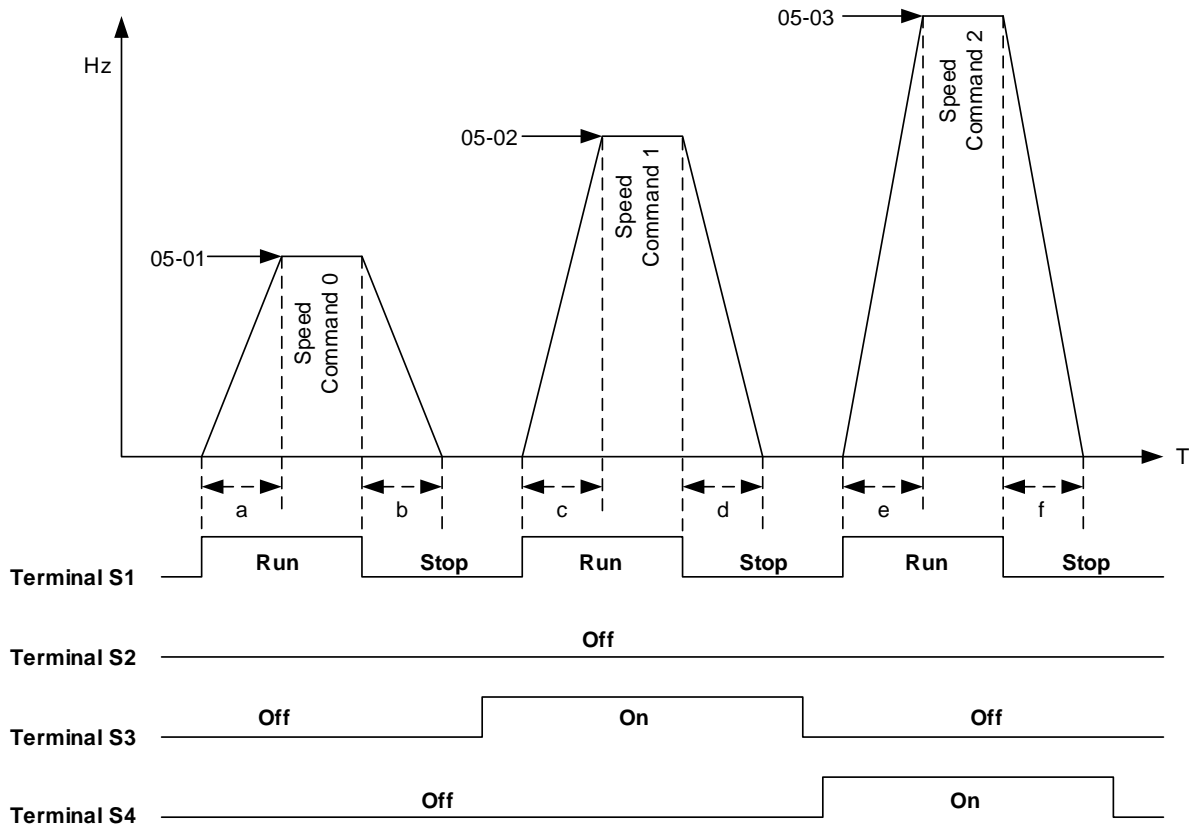 05-03
Hz
Speed
Command 2
05-02
Speed
Command 1
05-01
Speed
Command 0
T
a b c d e f
Terminal S1 Run Stop Run Stop Run Stop
Terminal S2 Off
Terminal S3 Off On Off
Terminal S4 Off On